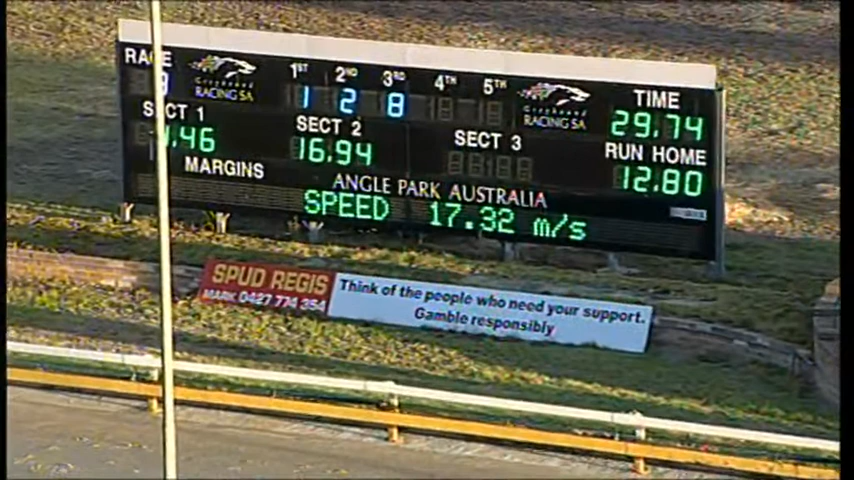 RACE
Greyhound
RACING SA
1ST 2ND 3RD 4TH 5TH
1 2 8
Greyhound
RACING SA
TIME
29.74
SECT 1
.46
SECT 2
16.94
SECT 3
RUN HOME
12.80
MARGINS
ANGLE PARK AUSTRALIA
SPEED 17.32 m/s
SPUD REGIS
MARK 0427 774 354
Think of the people who need your support.
Gamble responsibly